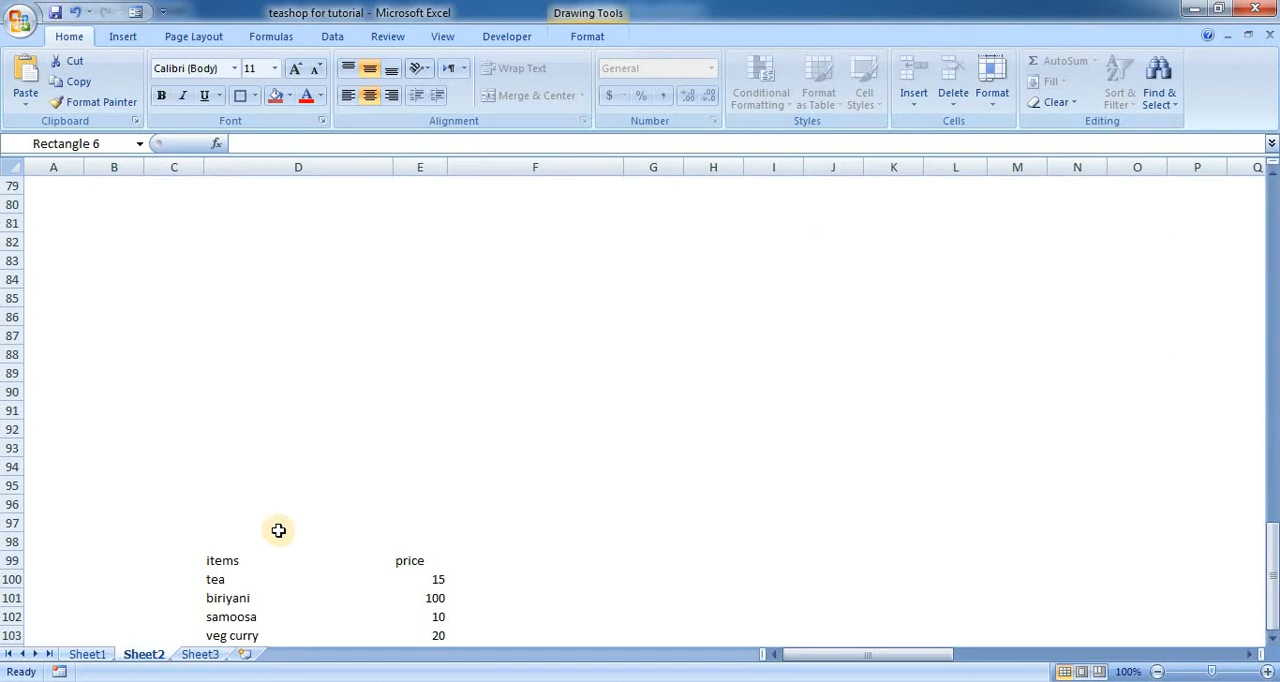 teashop for tutorial - Microsoft Excel
Drawing Tools
Home Insert Page Layout Formulas Data Review View Developer Format
Paste
Cut
Copy
Format Painter
Clipboard
Calibri (Body) 11
B I U A
Font
Wrap Text
Merge & Center
Alignment
General
$ % ,
Number
Conditional Formatting
Format as Table
Cell Styles
Styles
Insert Delete Format
Cells
Σ AutoSum
Fill
Clear
Sort & Filter
Find & Select
Editing
Rectangle 6 fx
A B C D E F G H I J K L M N O P Q
79
80
81
82
83
84
85
86
87
88
89
90
91
92
93
94
95
96
97
98
99 items price
100 tea 15
101 biriyani 100
102 samoosa 10
103 veg curry 20
Sheet1 Sheet2 Sheet3
Ready 100%